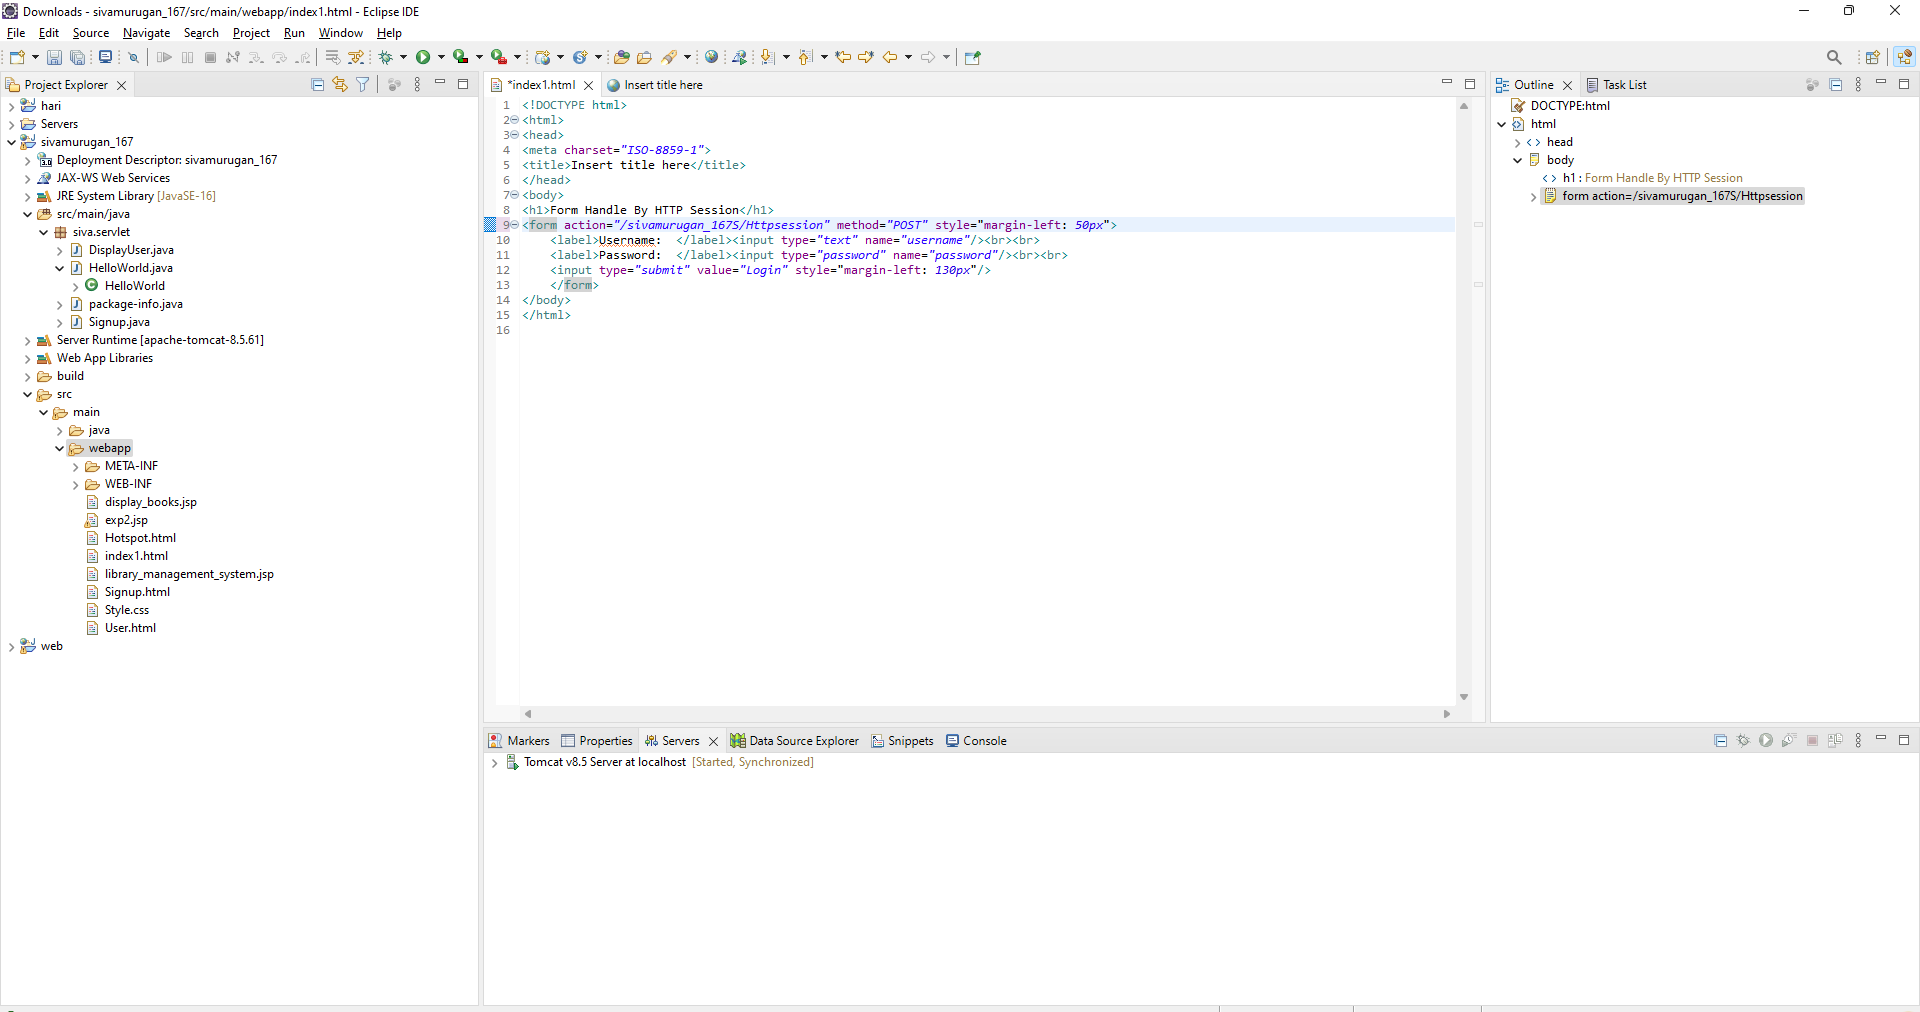 Downloads - sivamurugan_167/src/main/webapp/index1.html - Eclipse IDE
File Edit Source Navigate Search Project Run Window Help
Project Explorer
hari
Servers
sivamurugan_167
Deployment Descriptor: sivamurugan_167
JAX-WS Web Services
JRE System Library [JavaSE-16]
src/main/java
siva.servlet
DisplayUser.java
HelloWorld.java
HelloWorld
package-info.java
Signup.java
Server Runtime [apache-tomcat-8.5.61]
Web App Libraries
build
src
main
java
webapp
META-INF
WEB-INF
display_books.jsp
exp2.jsp
Hotspot.html
index1.html
library_management_system.jsp
Signup.html
Style.css
User.html
web
*index1.html Insert title here
1 <!DOCTYPE html>
2 <html>
3 <head>
4 <meta charset="ISO-8859-1">
5 <title>Insert title here</title>
6 </head>
7 <body>
8 <h1>Form Handle By HTTP Session</h1>
9 <form action="/sivamurugan_167S/Httpsession" method="POST" style="margin-left: 50px">
10 <label>Username:  </label><input type="text" name="username"/><br><br>
11 <label>Password:  </label><input type="password" name="password"/><br><br>
12 <input type="submit" value="Login" style="margin-left: 130px"/>
13 </form>
14 </body>
15 </html>
16
Outline Task List
DOCTYPE:html
html
head
body
h1 : Form Handle By HTTP Session
form action=/sivamurugan_167S/Httpsession
Markers Properties Servers Data Source Explorer Snippets Console
Tomcat v8.5 Server at localhost [Started, Synchronized]